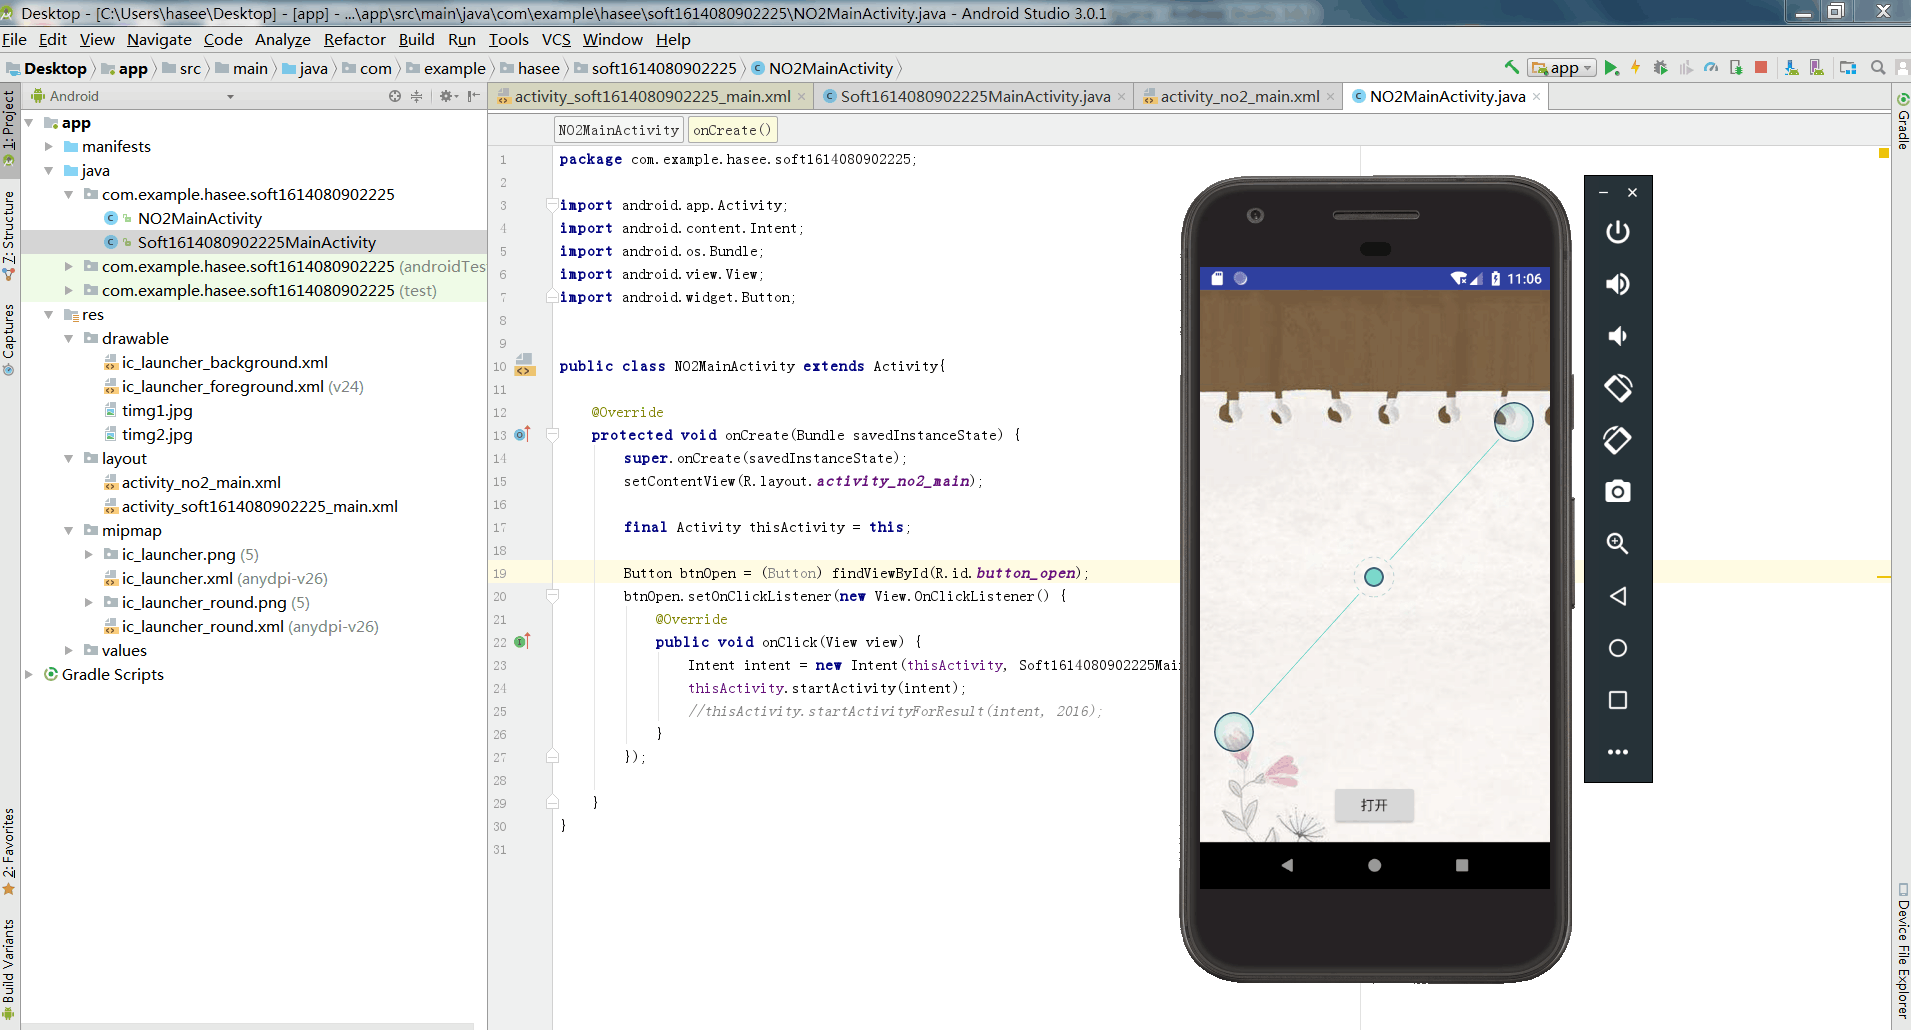 Desktop - [C:\Users\hasee\Desktop] - [app] - ...\app\src\main\java\com\example\hasee\soft1614080902225\NO2MainActivity.java - Android Studio 3.0.1
File Edit View Navigate Code Analyze Refactor Build Run Tools VCS Window Help
Desktop app src main java com example hasee soft1614080902225 NO2MainActivity
app
Android
activity_soft1614080902225_main.xml Soft1614080902225MainActivity.java activity_no2_main.xml NO2MainActivity.java
1: Project
7: Structure
Captures
2: Favorites
Build Variants
app
manifests
java
com.example.hasee.soft1614080902225
NO2MainActivity
Soft1614080902225MainActivity
com.example.hasee.soft1614080902225 (androidTes
com.example.hasee.soft1614080902225 (test)
res
drawable
ic_launcher_background.xml
ic_launcher_foreground.xml (v24)
timg1.jpg
timg2.jpg
layout
activity_no2_main.xml
activity_soft1614080902225_main.xml
mipmap
ic_launcher.png (5)
ic_launcher.xml (anydpi-v26)
ic_launcher_round.png (5)
ic_launcher_round.xml (anydpi-v26)
values
Gradle Scripts
NO2MainActivity onCreate()
1 package com.example.hasee.soft1614080902225;
2
3 import android.app.Activity;
4 import android.content.Intent;
5 import android.os.Bundle;
6 import android.view.View;
7 import android.widget.Button;
8
9
10 public class NO2MainActivity extends Activity{
11
12 @Override
13 protected void onCreate(Bundle savedInstanceState) {
14 super.onCreate(savedInstanceState);
15 setContentView(R.layout.activity_no2_main);
16
17 final Activity thisActivity = this;
18
19 Button btnOpen = (Button) findViewById(R.id.button_open);
20 btnOpen.setOnClickListener(new View.OnClickListener() {
21 @Override
22 public void onClick(View view) {
23 Intent intent = new Intent(thisActivity, Soft1614080902225Mai
24 thisActivity.startActivity(intent);
25 //thisActivity.startActivityForResult(intent, 2016);
26 }
27 });
28
29 }
30 }
31
11:06
打开
Gradle
Device File Explorer